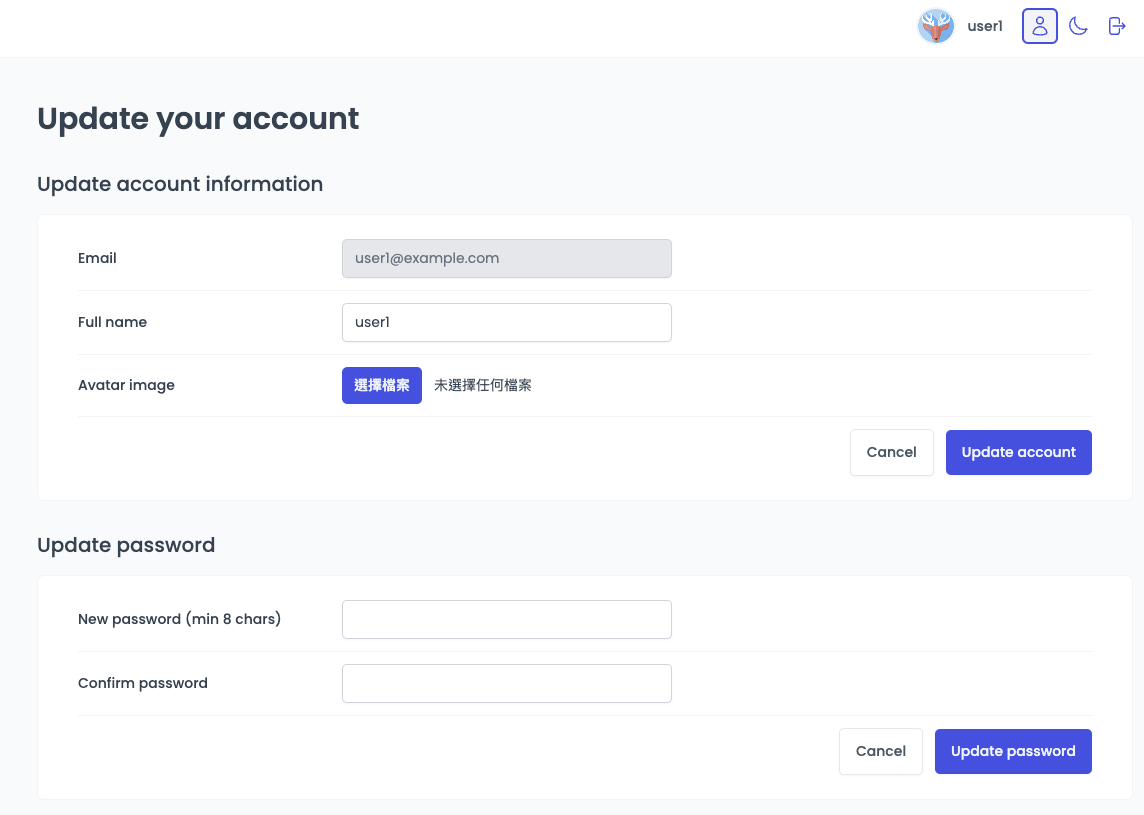 user1
Update your account
Update account information
Email
user1@example.com
Full name
user1
Avatar image
選擇檔案 未選擇任何檔案
Cancel
Update account
Update password
New password (min 8 chars)
Confirm password
Cancel
Update password